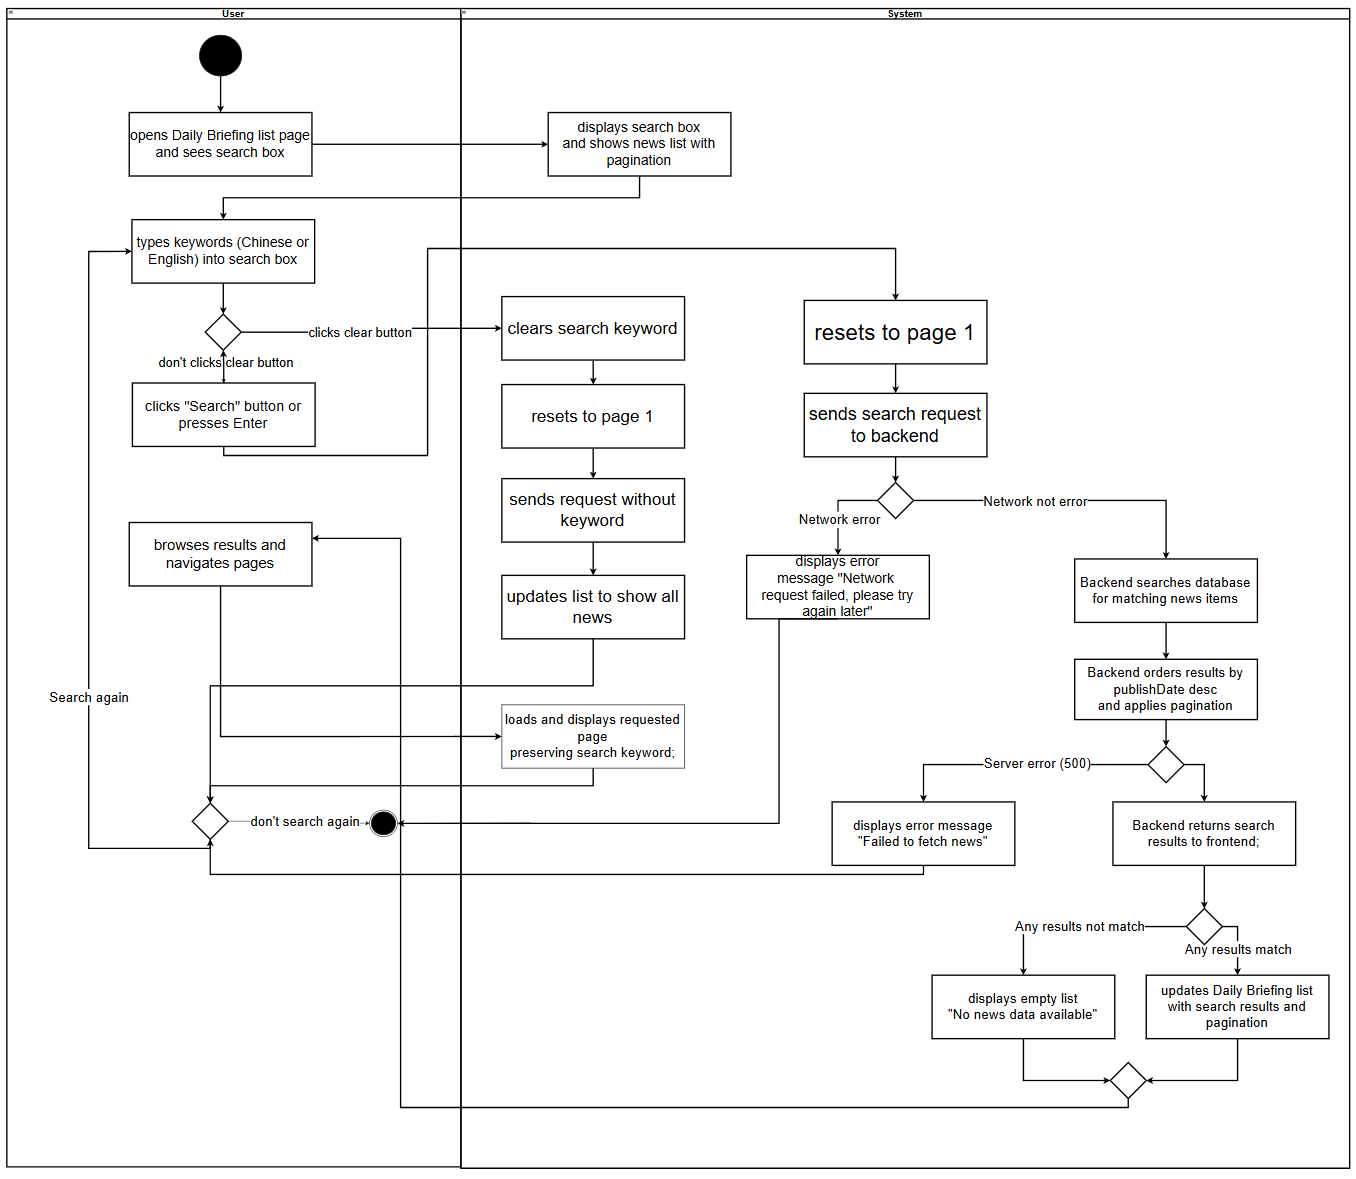 User
System
opens Daily Briefing list page
and sees search box
displays search box
and shows news list with
pagination
types keywords (Chinese or
English) into search box
clicks clear button
don't clicks clear button
clicks "Search" button or
presses Enter
clears search keyword
resets to page 1
sends request without
keyword
updates list to show all
news
resets to page 1
sends search request
to backend
Network error
Network not error
displays error
message "Network
request failed, please try
again later"
Backend searches database
for matching news items
Backend orders results by
publishDate desc
and applies pagination
browses results and
navigates pages
Search again
loads and displays requested
page
preserving search keyword;
don't search again
Server error (500)
displays error message
"Failed to fetch news"
Backend returns search
results to frontend;
Any results not match
Any results match
displays empty list
"No news data available"
updates Daily Briefing list
with search results and
pagination